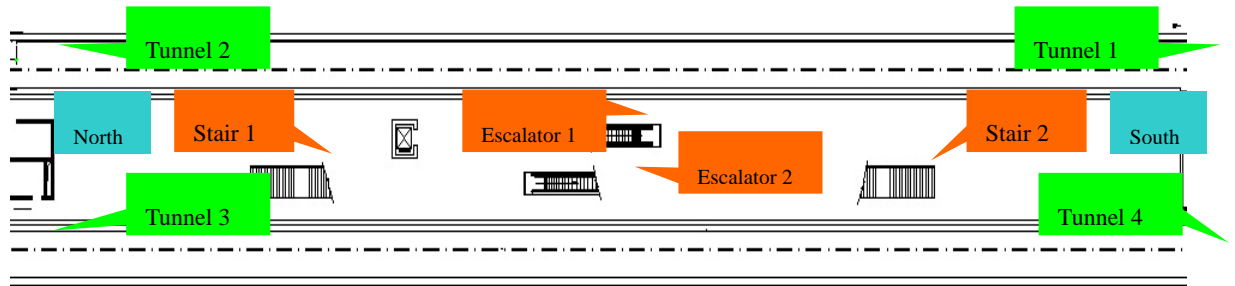 Tunnel 2
Tunnel 1
North
Stair 1
Escalator 1
Stair 2
South
Escalator 2
Tunnel 3
Tunnel 4